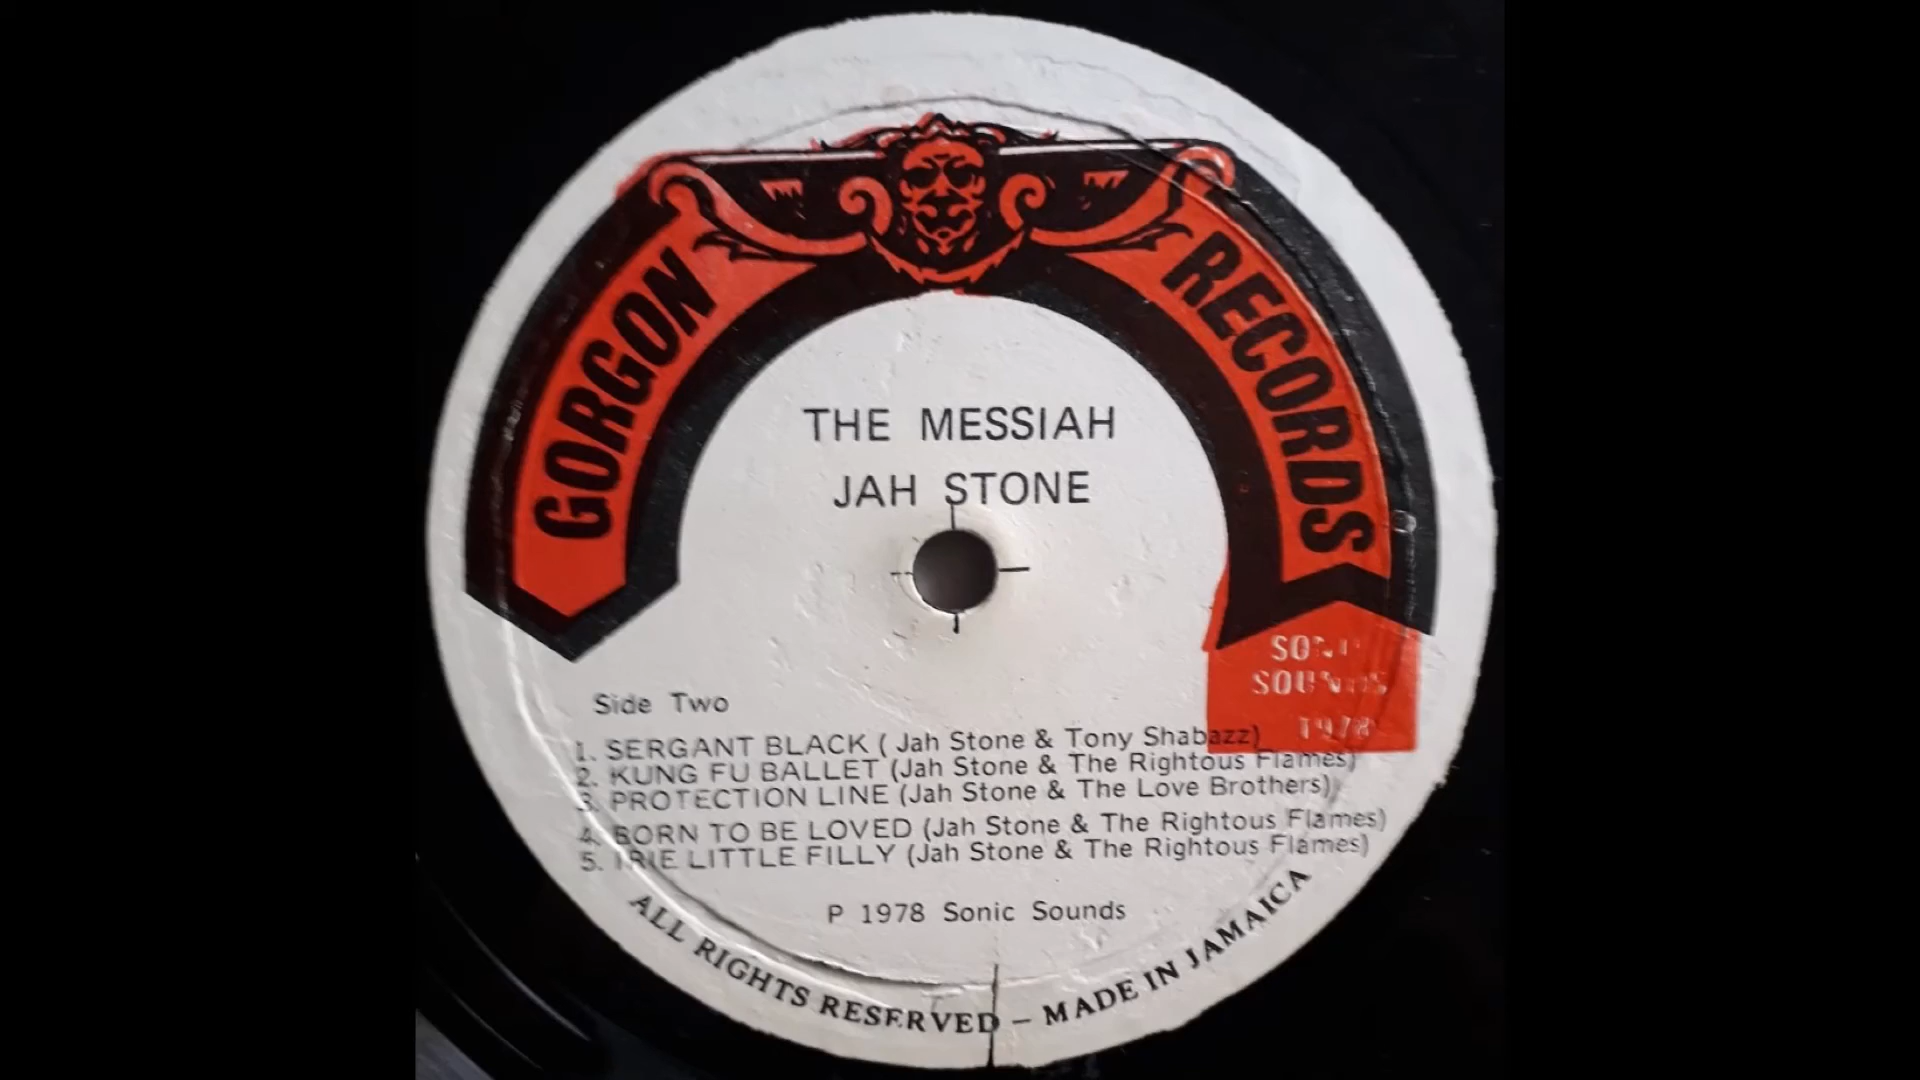 GORGON RECORDS
THE MESSIAH
JAH STONE
SOUNDS
1978
Side Two
1. SERGANT BLACK ( Jah Stone & Tony Shabazz)
2. KUNG FU BALLET (Jah Stone & The Rightous Flames)
3. PROTECTION LINE (Jah Stone & The Love Brothers)
4. BORN TO BE LOVED (Jah Stone & The Rightous Flames)
5. IRIE LITTLE FILLY (Jah Stone & The Rightous Flames)
P 1978 Sonic Sounds
ALL RIGHTS RESERVED – MADE IN JAMAICA